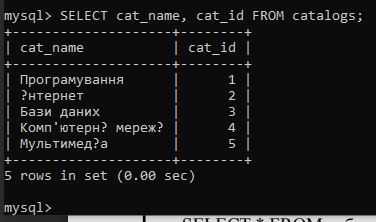 mysql> SELECT cat_name, cat_id FROM catalogs;
+--------------------+--------+
| cat_name           | cat_id |
+--------------------+--------+
| Програмування      |      1 |
| ?нтернет           |      2 |
| Бази даних         |      3 |
| Комп'ютерн? мереж? |      4 |
| Мультимед?а        |      5 |
+--------------------+--------+
5 rows in set (0.00 sec)
mysql>
SELECT * FROM